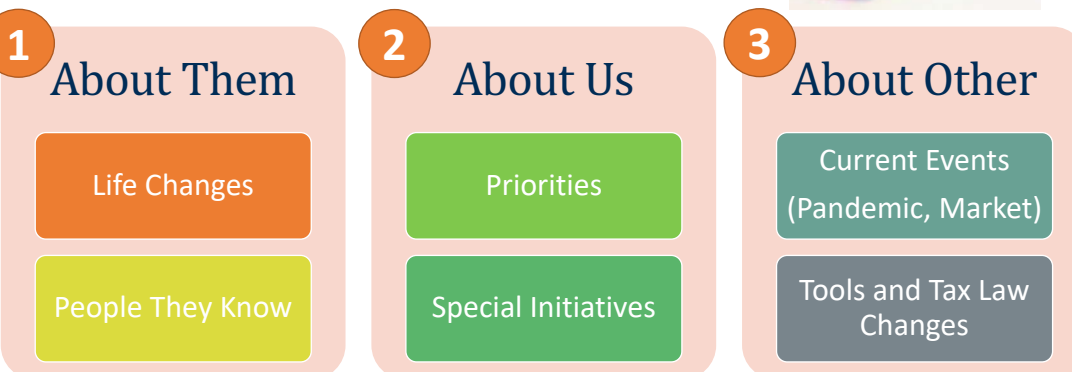 1
About Them
Life Changes
People They Know
2
About Us
Priorities
Special Initiatives
3
About Other
Current Events
(Pandemic, Market)
Tools and Tax Law
Changes